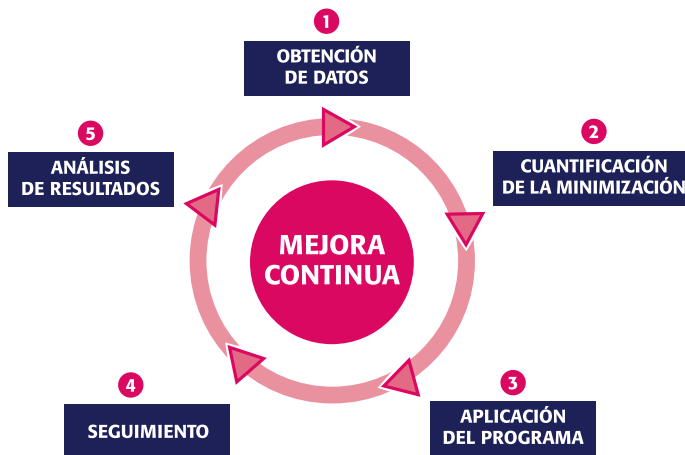 1
OBTENCIÓN
DE DATOS
2
CUANTIFICACIÓN
DE LA MINIMIZACIÓN
3
APLICACIÓN
DEL PROGRAMA
4
SEGUIMIENTO
5
ANÁLISIS
DE RESULTADOS
MEJORA
CONTINUA